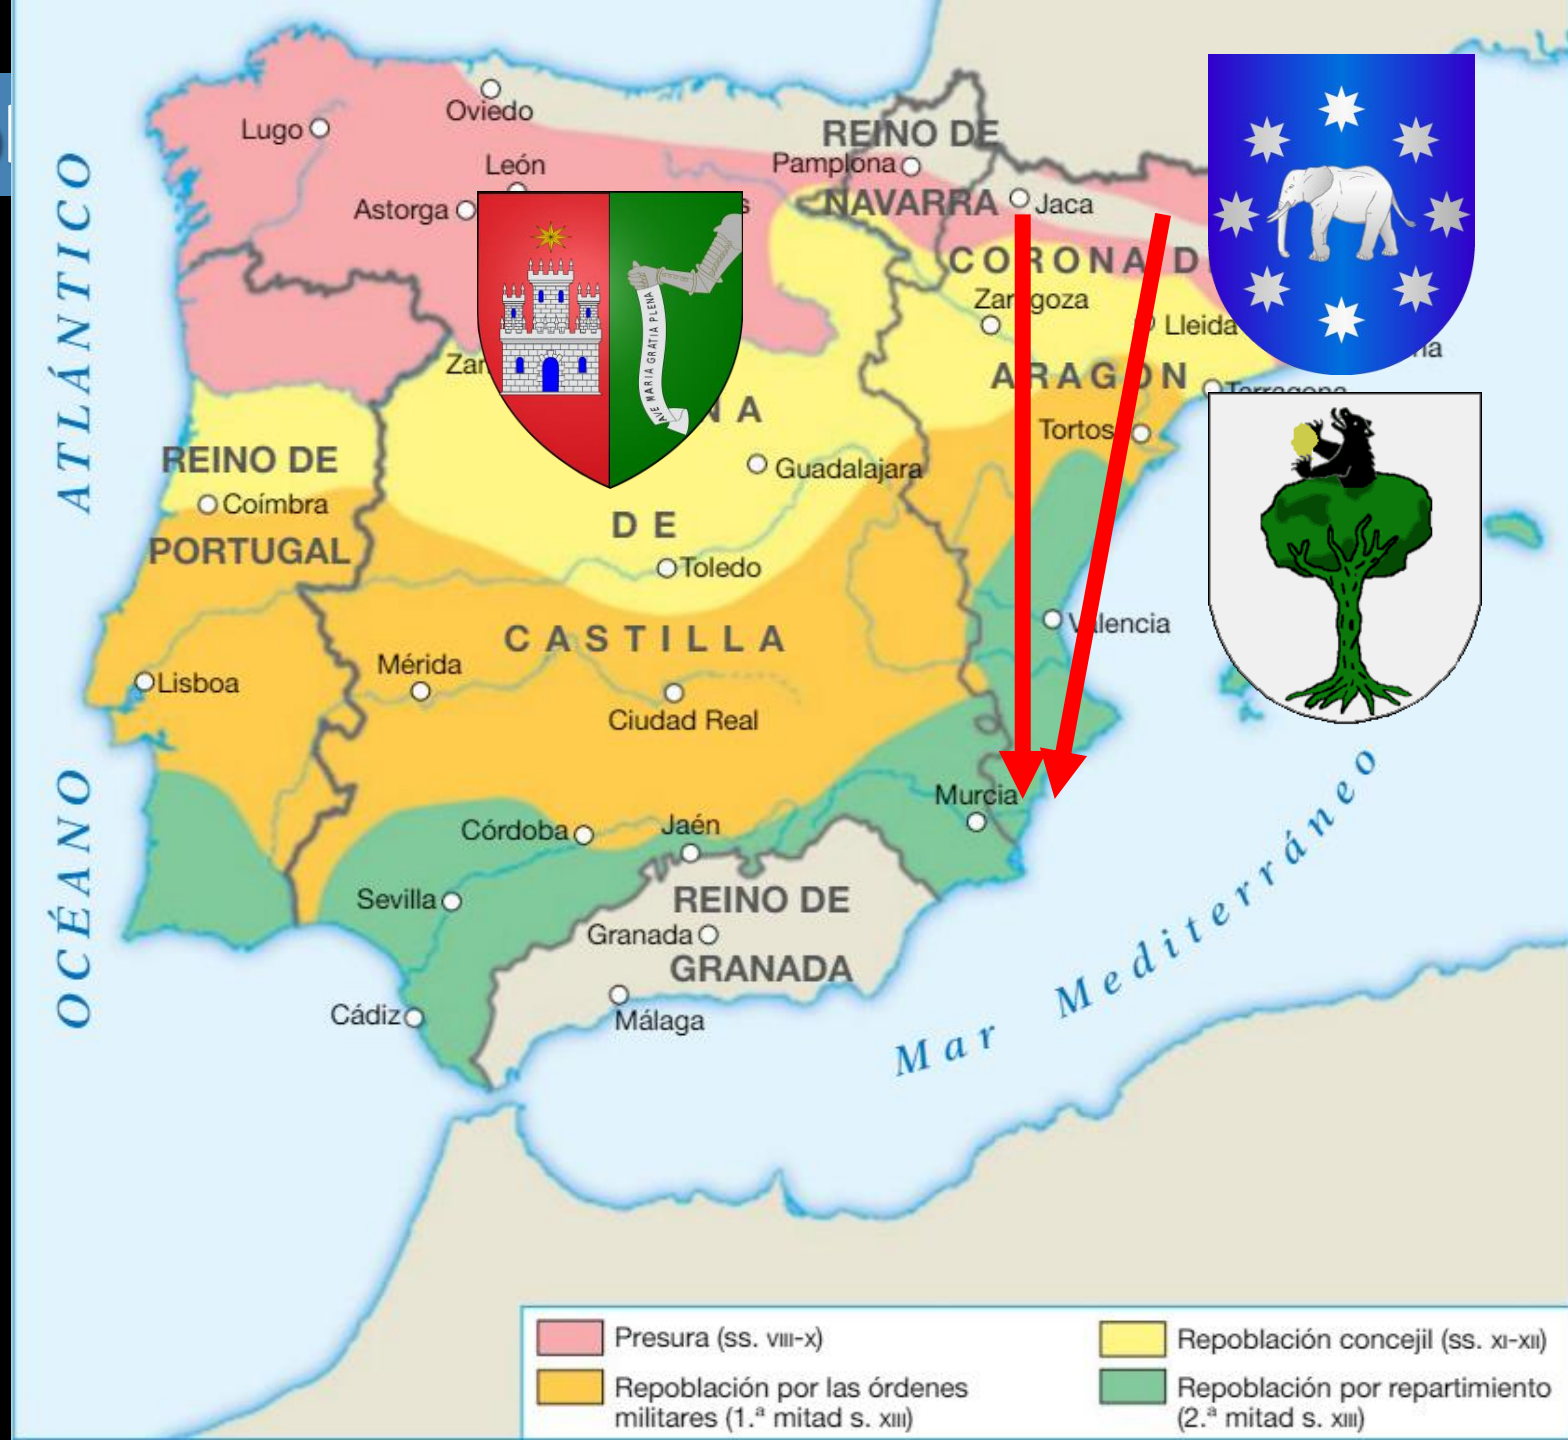 Oviedo
Lugo
León
Astorga
REINO DE
Pamplona
NAVARRA
Jaca
CORONA D
Zaragoza
Lleida
ARAGÓN
Tarragona
Tortos
AVE MARIA GRATIA PLENA
REINO DE
Coímbra
PORTUGAL
Guadalajara
DE
Toledo
CASTILLA
Valencia
Lisboa
Mérida
Ciudad Real
Murcia
Córdoba
Jaén
Sevilla
REINO DE
Granada
GRANADA
Cádiz
Málaga
OCÉANO ATLÁNTICO
Mar Mediterráneo
Presura (ss. VIII-X)
Repoblación por las órdenes
militares (1.ª mitad s. XIII)
Repoblación concejil (ss. XI-XII)
Repoblación por repartimiento
(2.ª mitad s. XIII)